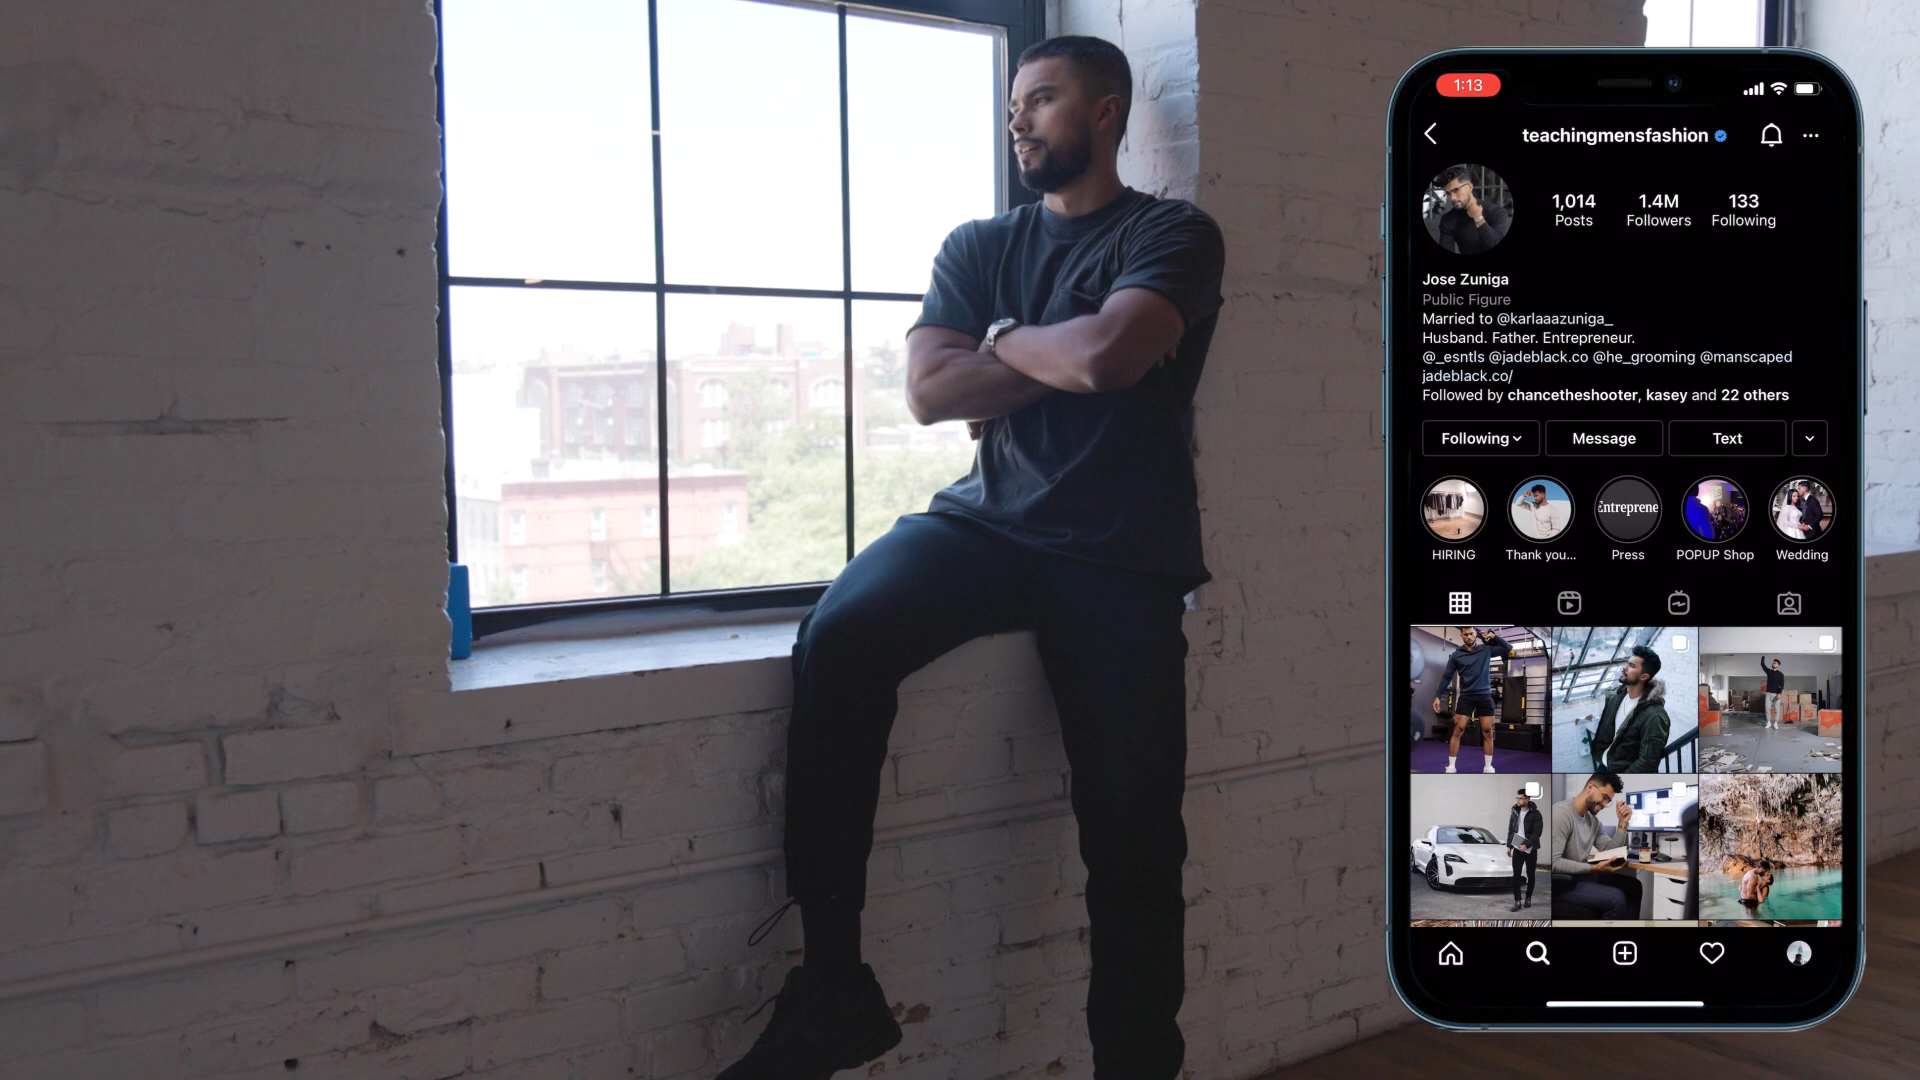 1:13
teachingmensfashion
1,014 1.4M 133
Posts Followers Following
Jose Zuniga
Public Figure
Married to @karlaaazuniga_
Husband. Father. Entrepreneur.
@_esntls @jadeblack.co @he_grooming @manscaped
jadeblack.co/
Followed by chancetheshooter, kasey and 22 others
Following Message Text
Entreprene
HIRING Thank you... Press POPUP Shop Wedding